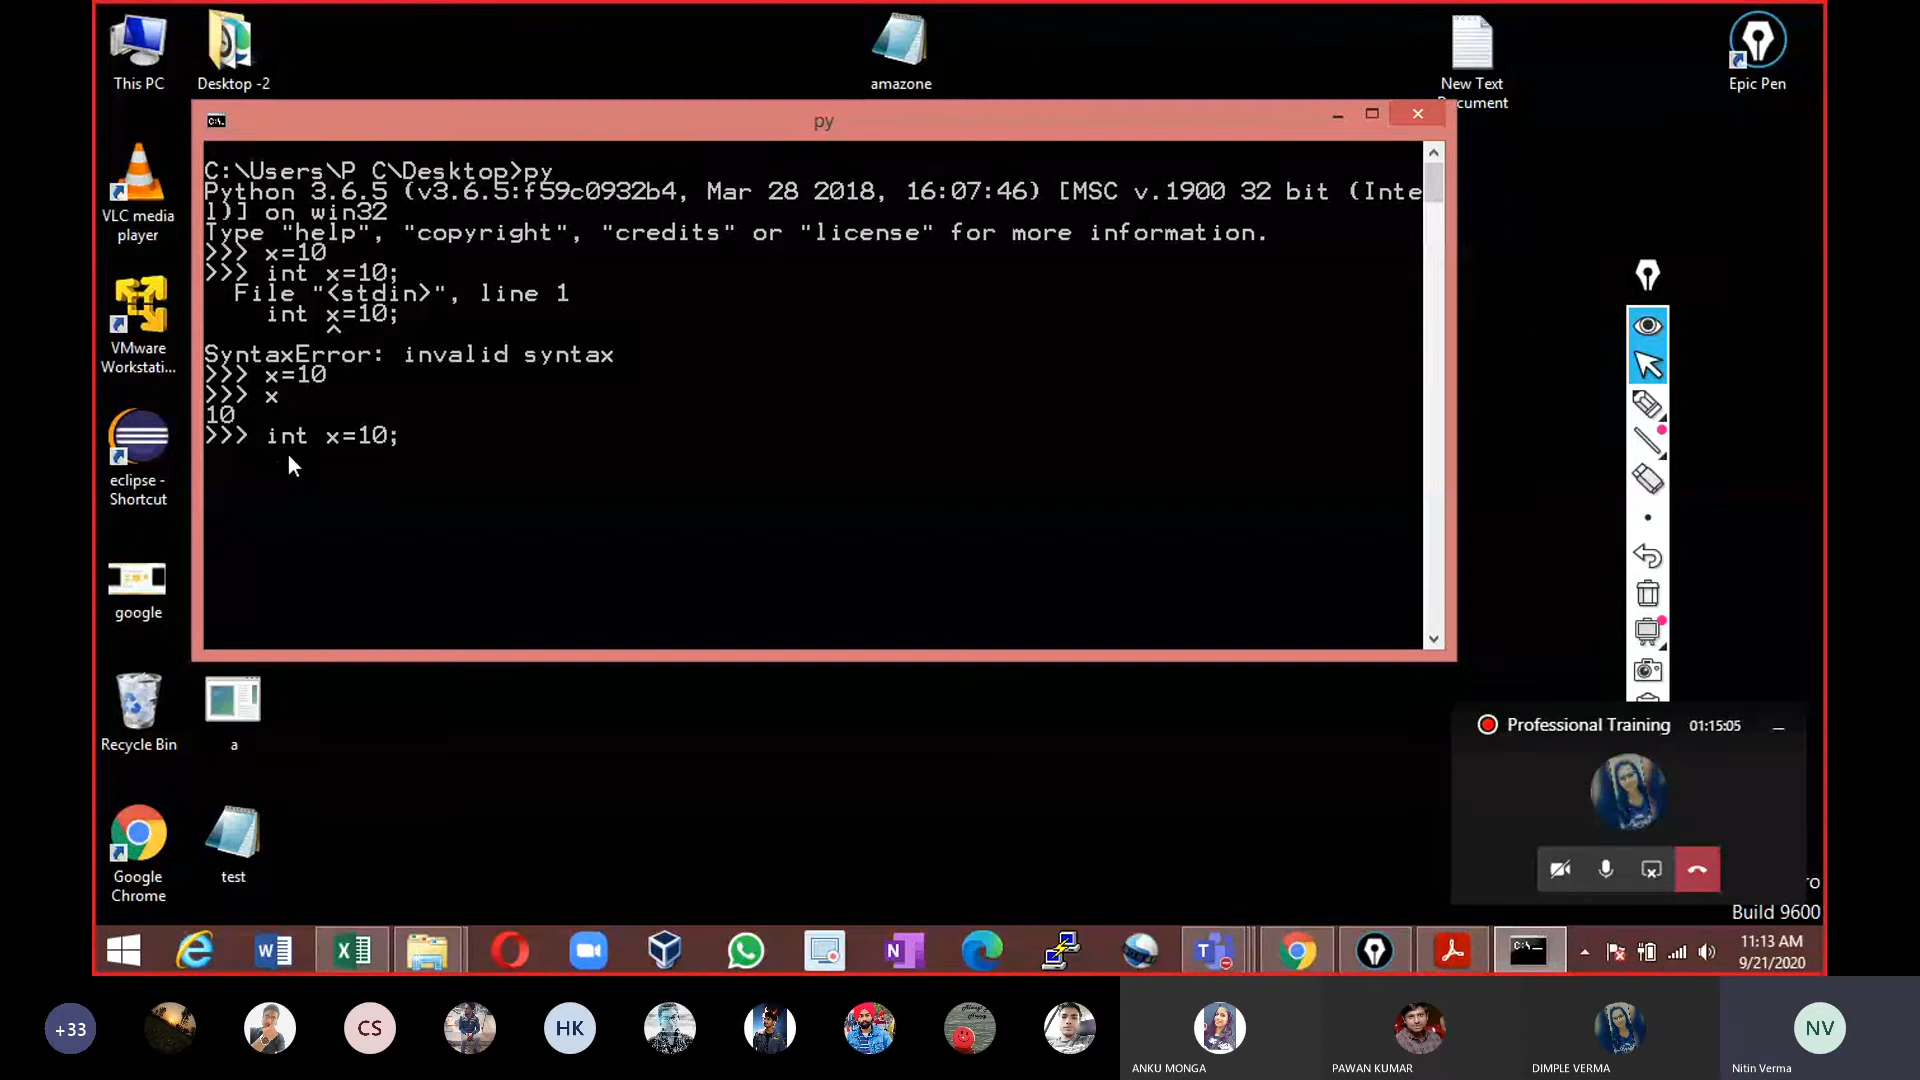 This PC
Desktop -2
amazone
New Text
Document
Epic Pen
py
C:\Users\P C\Desktop>py
Python 3.6.5 (v3.6.5:f59c0932b4, Mar 28 2018, 16:07:46) [MSC v.1900 32 bit (Inte
l)] on win32
Type "help", "copyright", "credits" or "license" for more information.
>>> x=10
>>> int x=10;
File "<stdin>", line 1
int x=10;
^
SyntaxError: invalid syntax
>>> x=10
>>> x
10
>>> int x=10;
VLC media
player
VMware
Workstati...
eclipse -
Shortcut
google
Recycle Bin
a
Google
Chrome
test
Professional Training 01:15:05
ro
Build 9600
11:13 AM
9/21/2020
+33
CS
HK
NV
ANKU MONGA
PAWAN KUMAR
DIMPLE VERMA
Nitin Verma